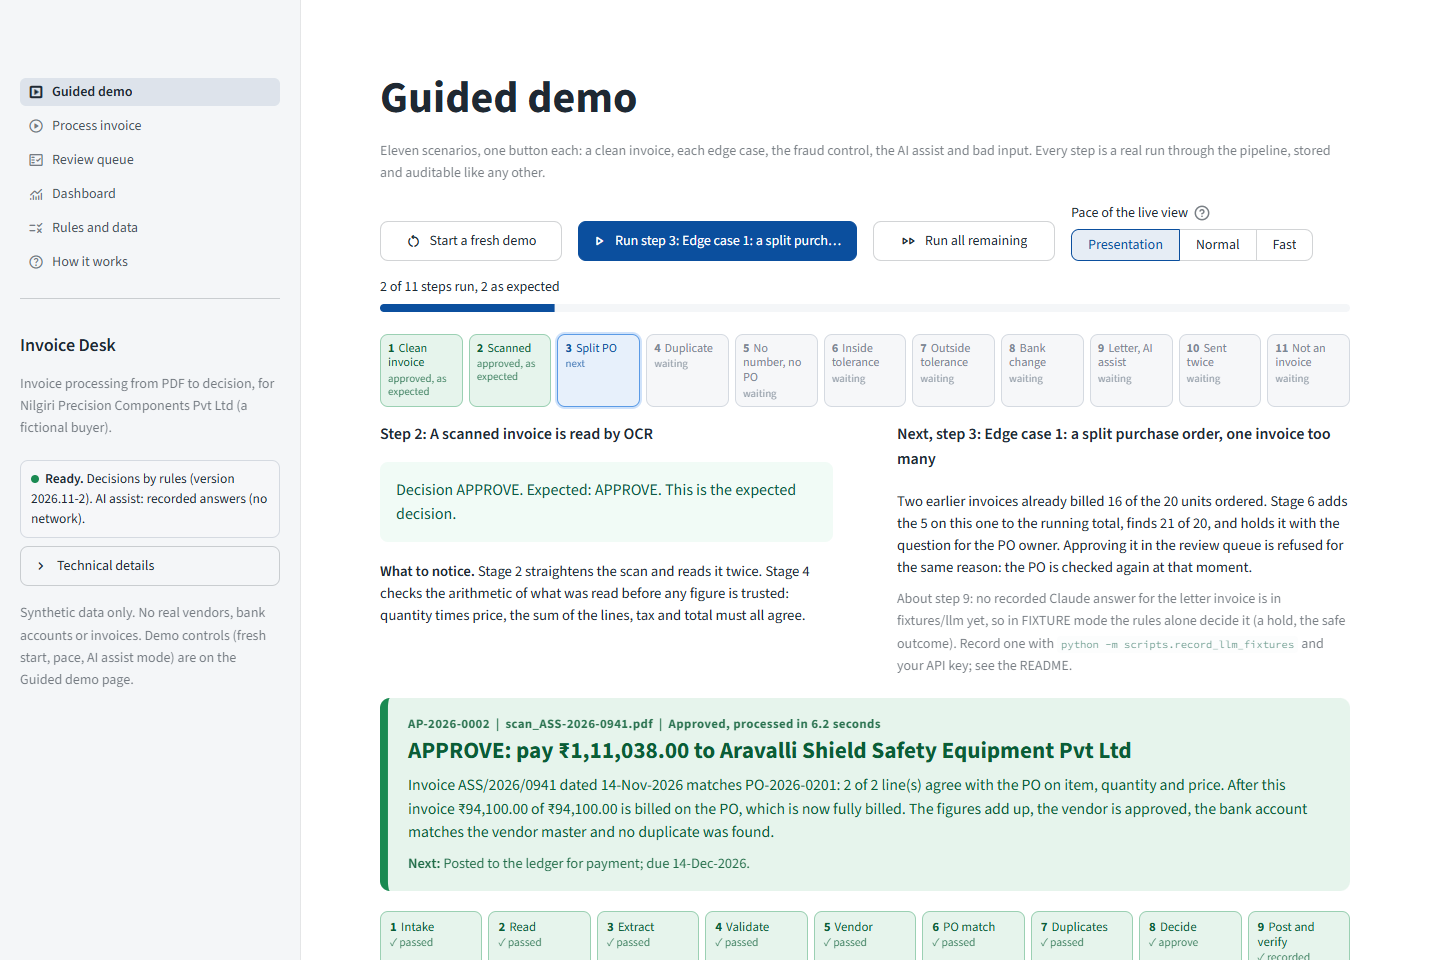 Guided demo
Process invoice
Review queue
Dashboard
Rules and data
How it works
Invoice Desk
Invoice processing from PDF to decision, for
Nilgiri Precision Components Pvt Ltd (a
fictional buyer).
Ready. Decisions by rules (version
2026.11-2). AI assist: recorded answers (no
network).
Technical details
Synthetic data only. No real vendors, bank
accounts or invoices. Demo controls (fresh
start, pace, AI assist mode) are on the
Guided demo page.
Guided demo
Eleven scenarios, one button each: a clean invoice, each edge case, the fraud control, the AI assist and bad input. Every step is a real run through the pipeline, stored
and auditable like any other.
Start a fresh demo
Run step 3: Edge case 1: a split purch...
Run all remaining
Pace of the live view
Presentation
Normal
Fast
2 of 11 steps run, 2 as expected
1 Clean
invoice
approved, as
expected
2 Scanned
approved, as
expected
3 Split PO
next
4 Duplicate
waiting
5 No
number, no
PO
waiting
6 Inside
tolerance
waiting
7 Outside
tolerance
waiting
8 Bank
change
waiting
9 Letter, AI
assist
waiting
10 Sent
twice
waiting
11 Not an
invoice
waiting
Step 2: A scanned invoice is read by OCR
Decision APPROVE. Expected: APPROVE. This is the expected
decision.
What to notice. Stage 2 straightens the scan and reads it twice. Stage 4
checks the arithmetic of what was read before any figure is trusted:
quantity times price, the sum of the lines, tax and total must all agree.
Next, step 3: Edge case 1: a split purchase order, one invoice too
many
Two earlier invoices already billed 16 of the 20 units ordered. Stage 6 adds
the 5 on this one to the running total, finds 21 of 20, and holds it with the
question for the PO owner. Approving it in the review queue is refused for
the same reason: the PO is checked again at that moment.
About step 9: no recorded Claude answer for the letter invoice is in
fixtures/llm yet, so in FIXTURE mode the rules alone decide it (a hold, the safe
outcome). Record one with python -m scripts.record_llm_fixtures and
your API key; see the README.
AP-2026-0002 | scan_ASS-2026-0941.pdf | Approved, processed in 6.2 seconds
APPROVE: pay ₹1,11,038.00 to Aravalli Shield Safety Equipment Pvt Ltd
Invoice ASS/2026/0941 dated 14-Nov-2026 matches PO-2026-0201: 2 of 2 line(s) agree with the PO on item, quantity and price. After this
invoice ₹94,100.00 of ₹94,100.00 is billed on the PO, which is now fully billed. The figures add up, the vendor is approved, the bank account
matches the vendor master and no duplicate was found.
Next: Posted to the ledger for payment; due 14-Dec-2026.
1 Intake
✓ passed
2 Read
✓ passed
3 Extract
✓ passed
4 Validate
✓ passed
5 Vendor
✓ passed
6 PO match
✓ passed
7 Duplicates
✓ passed
8 Decide
✓ approve
9 Post and
verify
✓ recorded